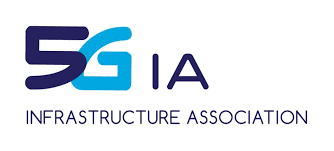 5G IA
INFRASTRUCTURE ASSOCIATION